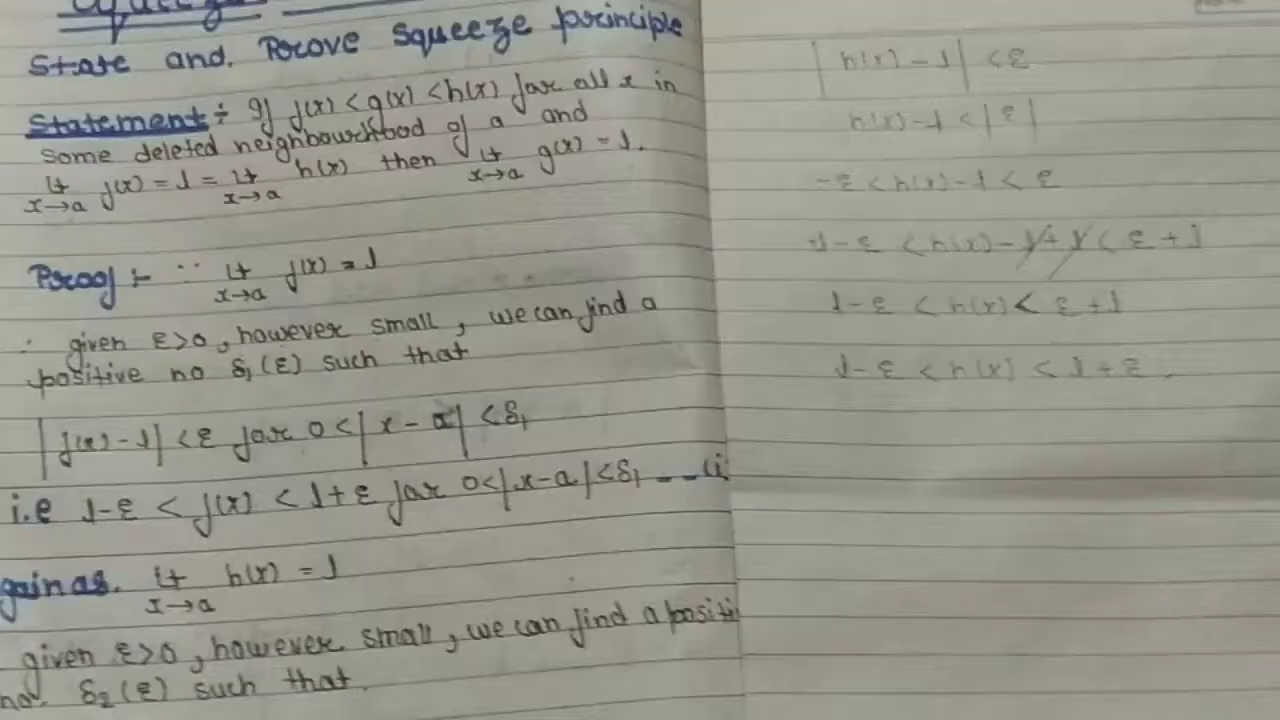 State and. Prove squeeze principle
Statement ÷ If f(x) < g(x) < h(x) for all x in
some deleted neighbourhood of a and
lt x→a f(x) = l = lt x→a h(x) then lt x→a g(x) = l.
Proof :- ∵ lt x→a f(x) = l
∴ given ε>0, however small, we can find a
positive no δ₁(ε) such that
|f(x) - l| < ε for 0 < |x - a| < δ₁
i.e l-ε < f(x) < l+ε for 0<|x-a|<δ₁ -- (i
gain as. lt x→a h(x) = l
given ε>0, however small, we can find a positi
no. δ₂(ε) such that.
|h(x) - l| < ε
h(x) - l < |ε|
-ε < h(x) - l < ε
l - ε < h(x) - l + l < ε + l
l - ε < h(x) < ε + l
l - ε < h(x) < l + ε.